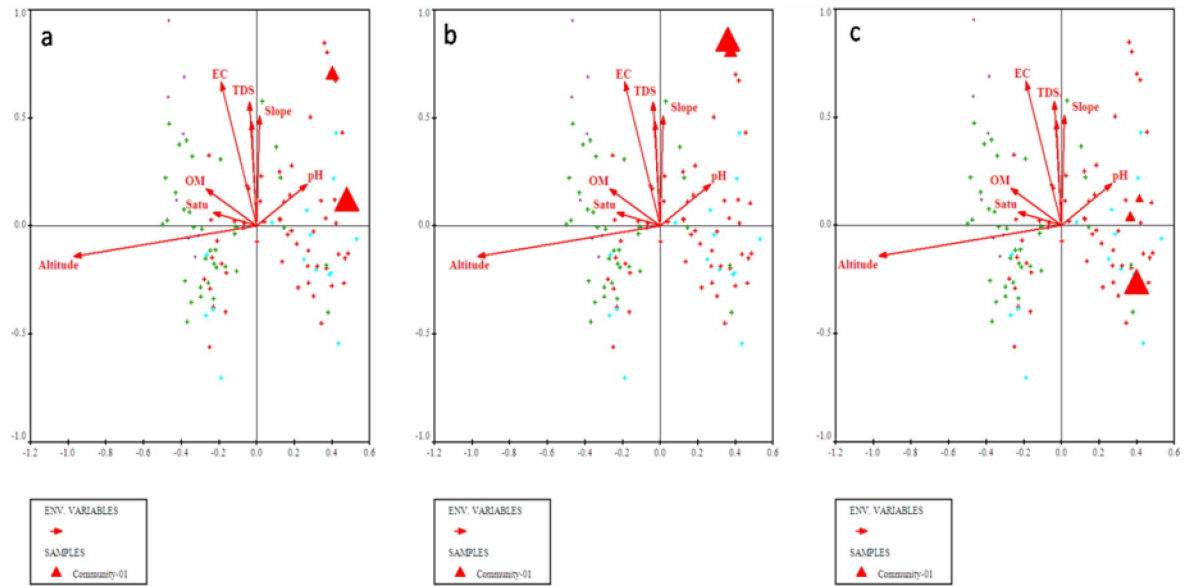 a
1.0
0.5
0.0
-0.5
-1.0
EC
TDS
Slope
OM
pH
Satu
Altitude
-1.2 -1.0 -0.8 -0.6 -0.4 -0.2 0.0 0.2 0.4 0.6
ENV. VARIABLES
SAMPLES
Community-01
b
1.0
0.5
0.0
-0.5
-1.0
EC
TDS
Slope
OM
pH
Satu
Altitude
-1.2 -1.0 -0.8 -0.6 -0.4 -0.2 0.0 0.2 0.4 0.6
ENV. VARIABLES
SAMPLES
Community-01
c
1.0
0.5
0.0
-0.5
-1.0
EC
TDS
Slope
OM
pH
Satu
Altitude
-1.2 -1.0 -0.8 -0.6 -0.4 -0.2 0.0 0.2 0.4 0.6
ENV. VARIABLES
SAMPLES
Community-01